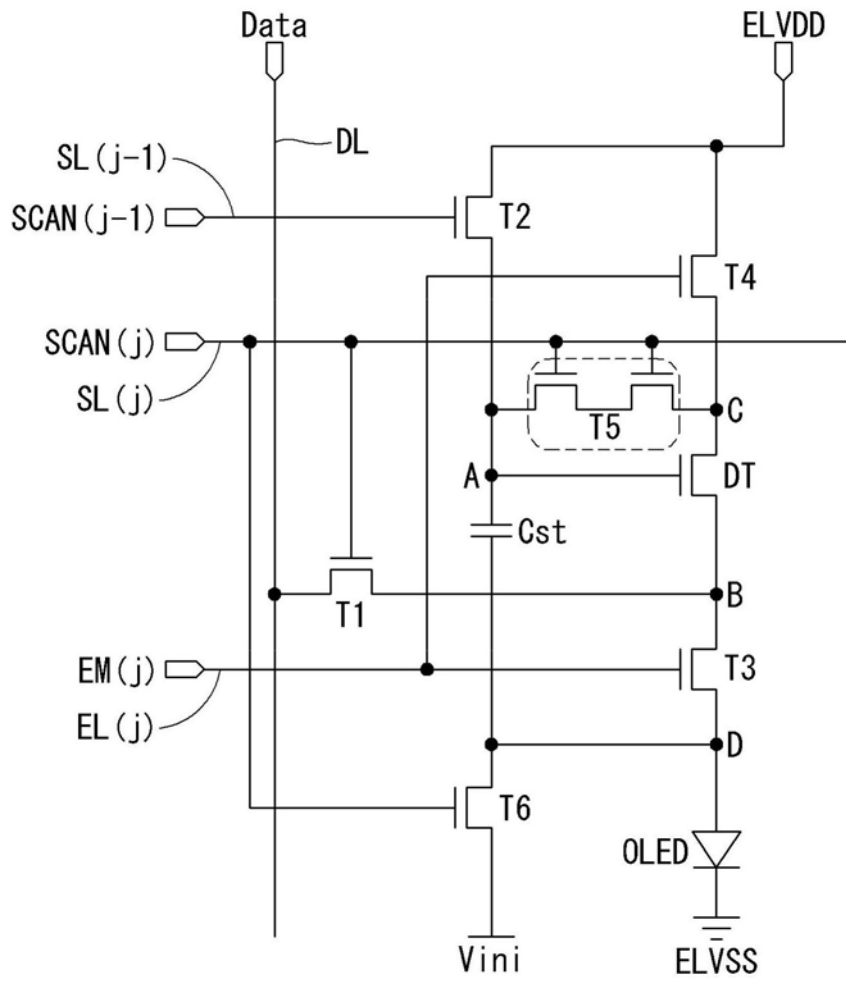 Data
ELVDD
DL
SL(j-1)
SCAN(j-1)
T2
T4
SCAN(j)
SL(j)
T5
C
A
DT
Cst
T1
B
EM(j)
T3
EL(j)
D
T6
OLED
Vini
ELVSS